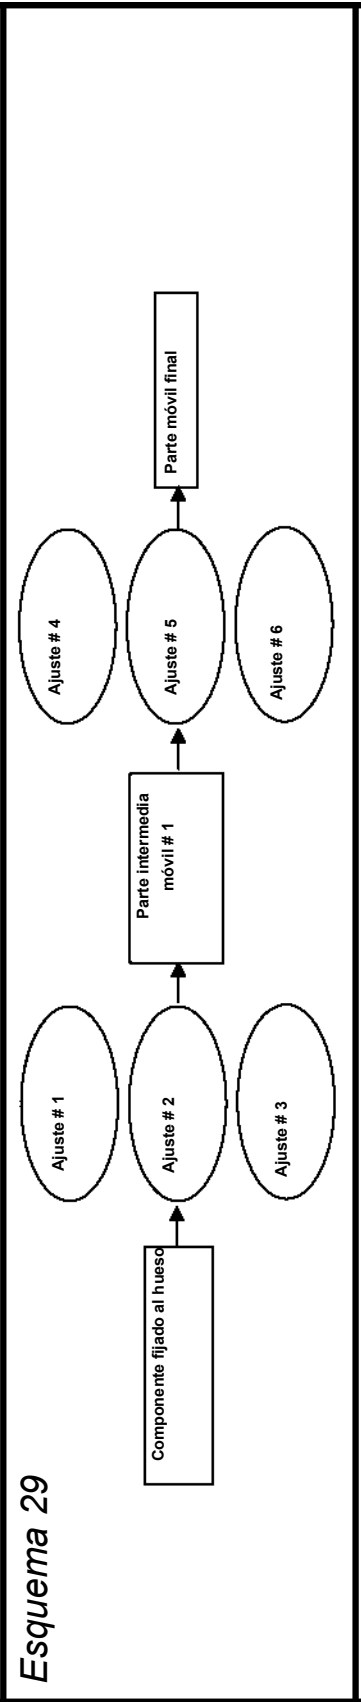 Esquema 29
Componente fijado al hueso
Ajuste # 1
Ajuste # 2
Ajuste # 3
Parte intermedia
móvil # 1
Ajuste # 4
Ajuste # 5
Ajuste # 6
Parte móvil final